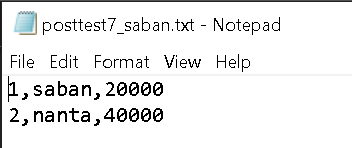 posttest7_saban.txt - Notepad
File Edit Format View Help
1,saban,20000
2,nanta,40000